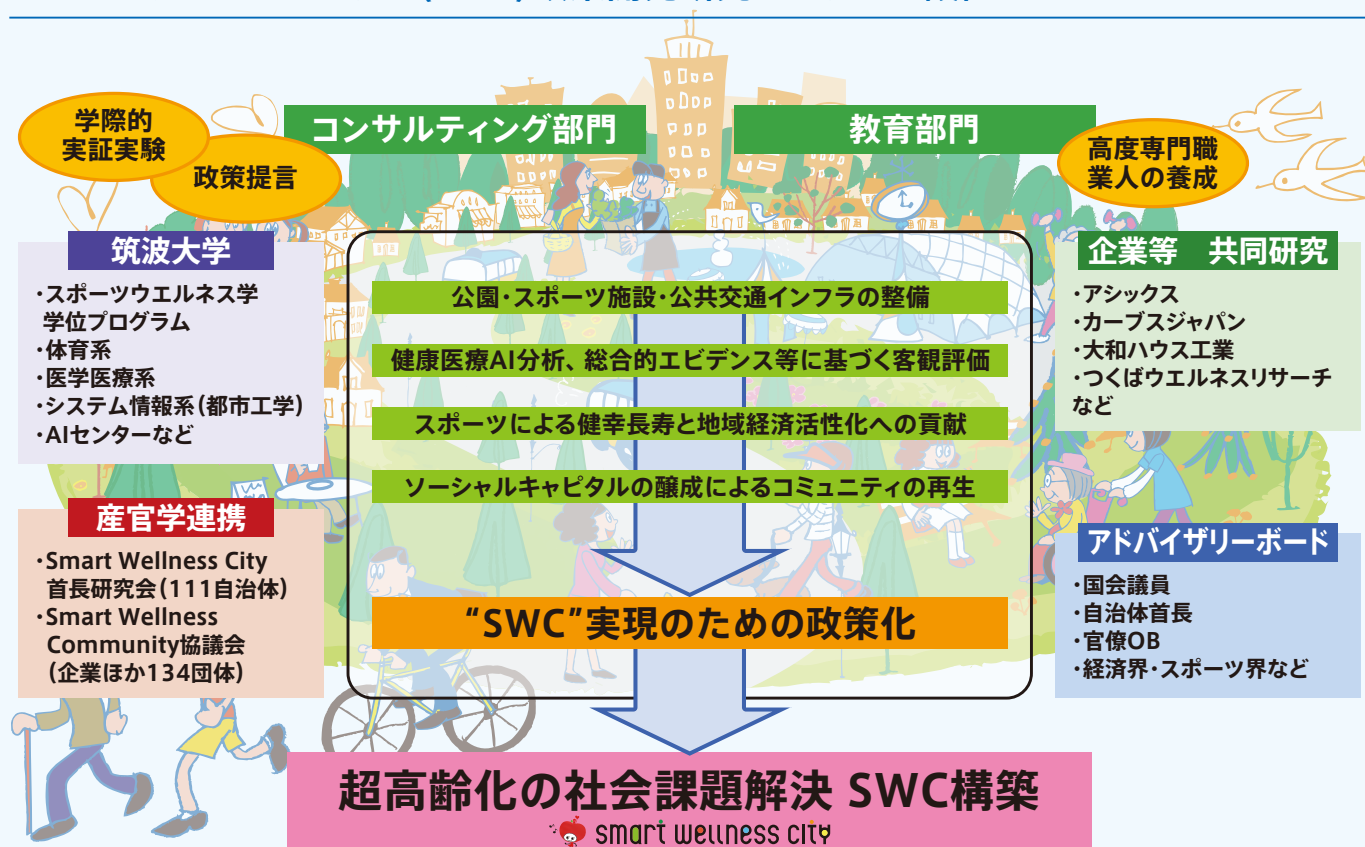 学際的
実証実験
政策提言
コンサルティング部門
教育部門
高度専門職
業人の養成
筑波大学
・スポーツウエルネス学
学位プログラム
・体育系
・医学医療系
・システム情報系（都市工学）
・AIセンターなど
産官学連携
・Smart Wellness City
首長研究会（111自治体）
・Smart Wellness
Community協議会
（企業ほか134団体）
公園・スポーツ施設・公共交通インフラの整備
健康医療AI分析、総合的エビデンス等に基づく客観評価
スポーツによる健幸長寿と地域経済活性化への貢献
ソーシャルキャピタルの醸成によるコミュニティの再生
“SWC”実現のための政策化
企業等　共同研究
・アシックス
・カーブスジャパン
・大和ハウス工業
・つくばウエルネスリサーチ
など
アドバイザリーボード
・国会議員
・自治体首長
・官僚OB
・経済界・スポーツ界など
超高齢化の社会課題解決 SWC構築
smart wellness city